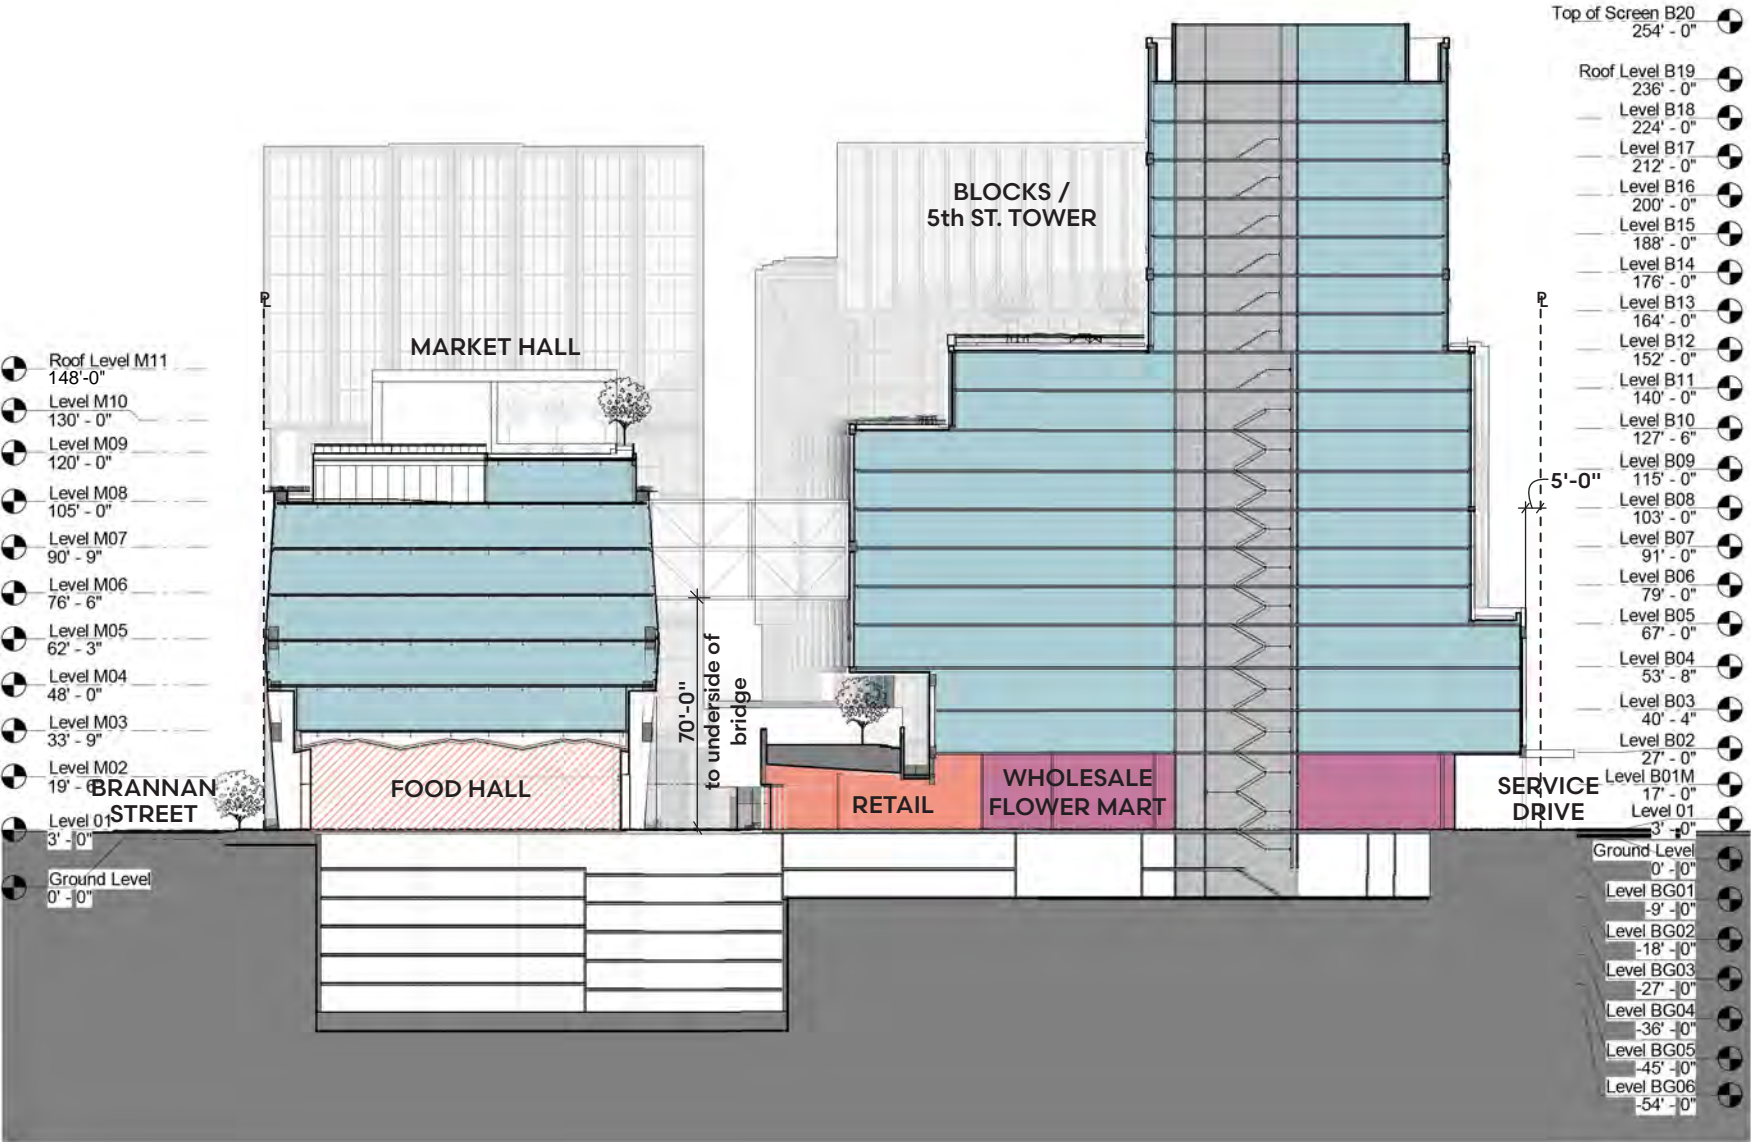 Top of Screen B20
254' - 0"
Roof Level B19
236' - 0"
Level B18
224' - 0"
Level B17
212' - 0"
Level B16
200' - 0"
Level B15
188' - 0"
Level B14
176' - 0"
Level B13
164' - 0"
Level B12
152' - 0"
Level B11
140' - 0"
Level B10
127' - 6"
Level B09
115' - 0"
Level B08
103' - 0"
Level B07
91' - 0"
Level B06
79' - 0"
Level B05
67' - 0"
Level B04
53' - 8"
Level B03
40' - 4"
Level B02
27' - 0"
Level B01M
17' - 0"
Level 01
3' - 0"
Ground Level
0' - 0"
Level BG01
-9' - 0"
Level BG02
-18' - 0"
Level BG03
-27' - 0"
Level BG04
-36' - 0"
Level BG05
-45' - 0"
Level BG06
-54' - 0"
BLOCKS /
5th ST. TOWER
MARKET HALL
Roof Level M11
148'-0"
Level M10
130' - 0"
Level M09
120' - 0"
Level M08
105' - 0"
Level M07
90' - 9"
Level M06
76' - 6"
Level M05
62' - 3"
Level M04
48' - 0"
Level M03
33' - 9"
Level M02
19' - 6"
Level 01
3' - 0"
Ground Level
0' - 0"
BRANNAN
STREET
FOOD HALL
70'-0"
to underside of
bridge
RETAIL
WHOLESALE
FLOWER MART
SERVICE
DRIVE
5'-0"
PL
PL